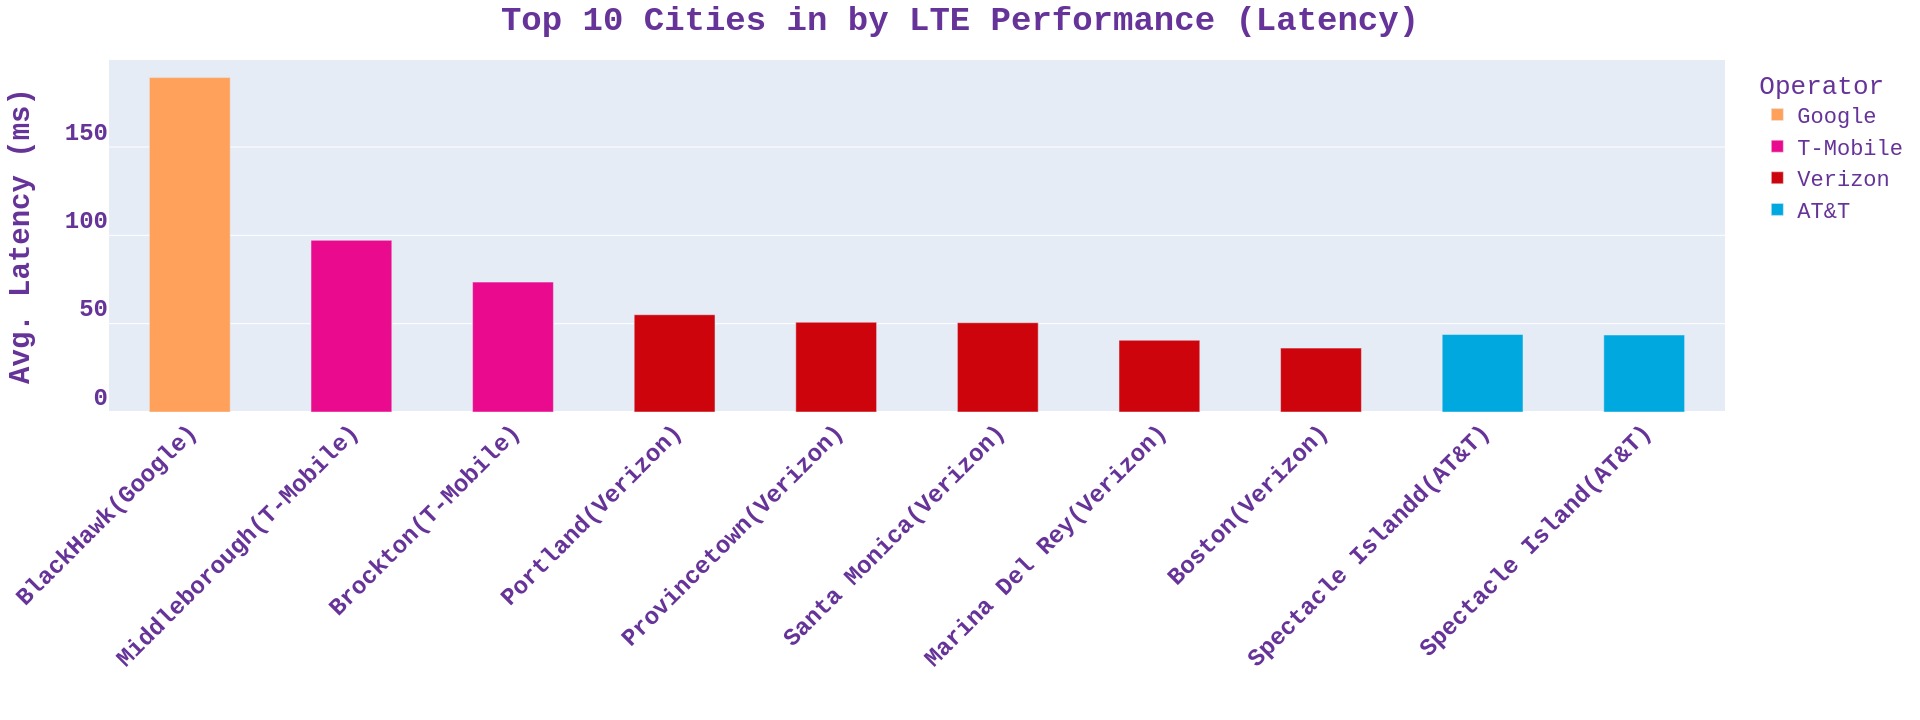 Top 10 Cities in by LTE Performance (Latency)
Avg. Latency (ms)
150
100
50
0
BlackHawk(Google)
Middleborough(T-Mobile)
Brockton(T-Mobile)
Portland(Verizon)
Provincetown(Verizon)
Santa Monica(Verizon)
Marina Del Rey(Verizon)
Boston(Verizon)
Spectacle Islandd(AT&T)
Spectacle Island(AT&T)
Operator
Google
T-Mobile
Verizon
AT&T